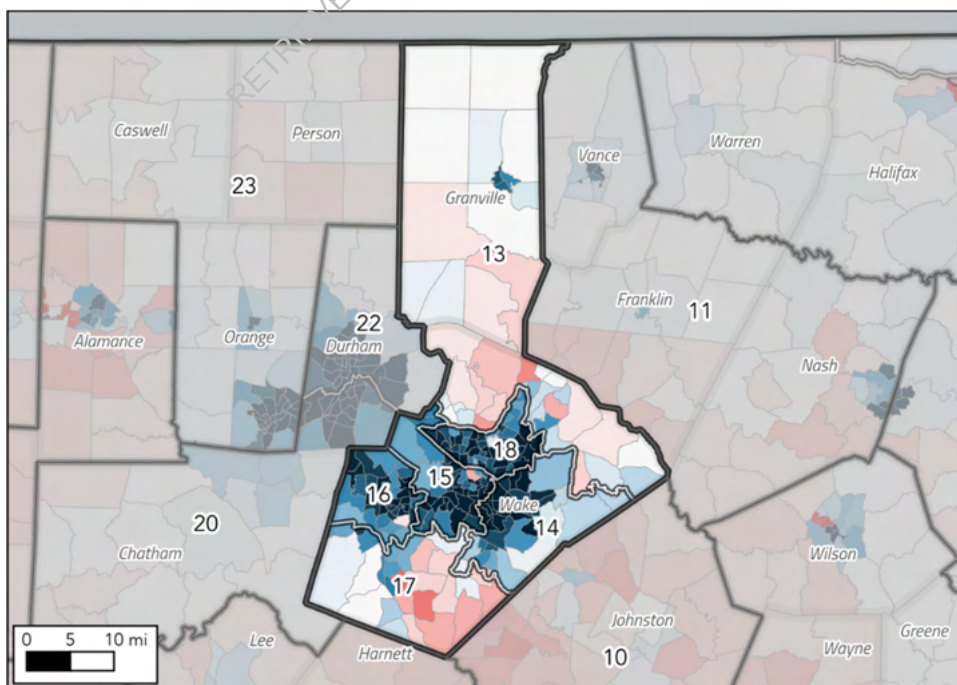 RETRIEVE
Caswell
Person
Vance
Warren
Halifax
23
Granville
13
Franklin
11
22
Alamance
Orange
Durham
Nash
18
15
16
Wake
14
20
Chatham
Wilson
17
0 5 10 mi
Lee
Harnett
Johnston
10
Wayne
Greene